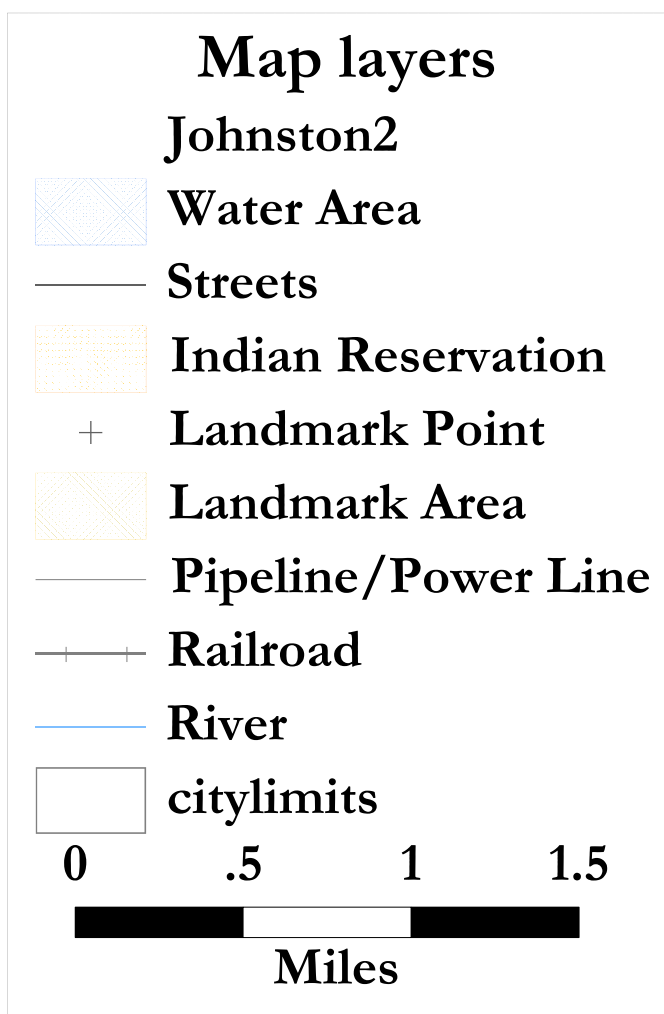 Map layers
Johnston2
Water Area
Streets
Indian Reservation
Landmark Point
Landmark Area
Pipeline/Power Line
Railroad
River
citylimits
0 .5 1 1.5
Miles